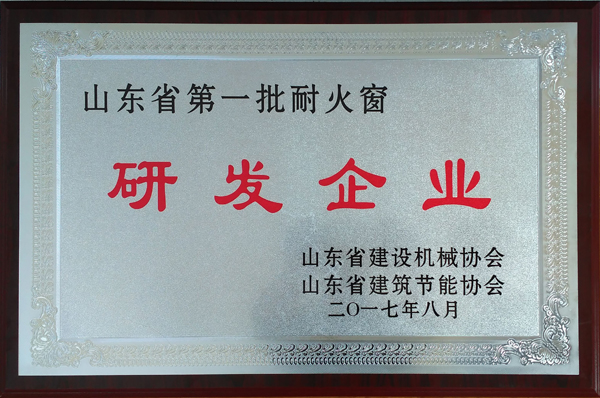 山东省第一批耐火窗
研发企业
山东省建设机械协会
山东省建筑节能协会
二〇一七年八月